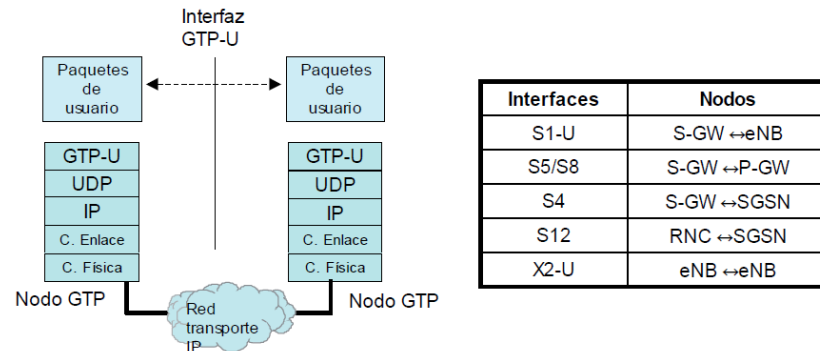 Interfaz
GTP-U
Paquetes
de
usuario
Paquetes
de
usuario
GTP-U
UDP
IP
C. Enlace
C. Física
GTP-U
UDP
IP
C. Enlace
C. Física
Nodo GTP
Nodo GTP
Red
transporte
IP
Interfaces Nodos
S1-U S-GW ↔eNB
S5/S8 S-GW ↔P-GW
S4 S-GW ↔SGSN
S12 RNC ↔SGSN
X2-U eNB ↔eNB